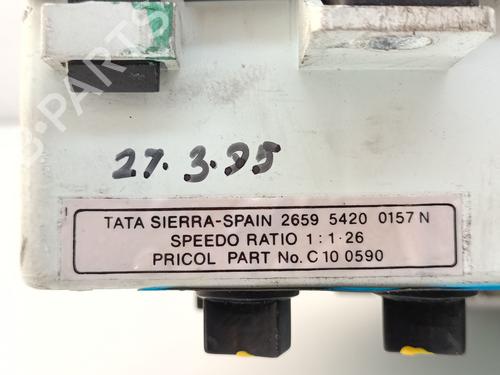 B-PARTS
27.3.95
TATA SIERRA-SPAIN 2659 5420 0157 N
SPEEDO RATIO 1:1·26
PRICOL PART No. C 10 0590